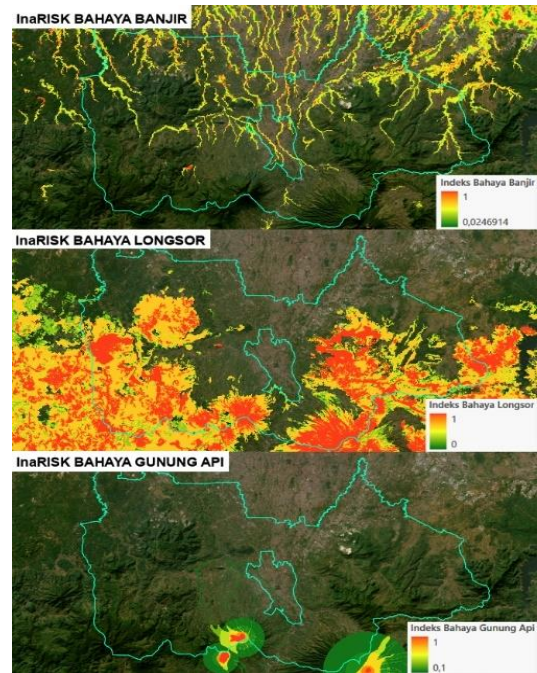 InaRISK BAHAYA BANJIR
Indeks Bahaya Banjir
1
0,0246914
InaRISK BAHAYA LONGSOR
Indeks Bahaya Longsor
1
0
InaRISK BAHAYA GUNUNG API
Indeks Bahaya Gunung Api
1
0,1